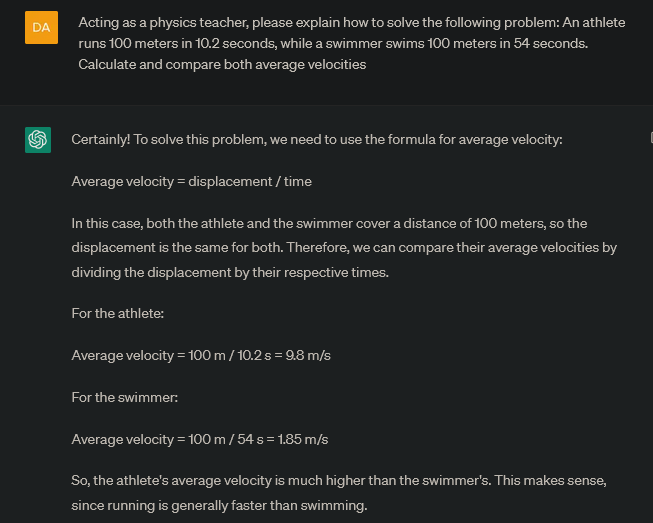 DA
Acting as a physics teacher, please explain how to solve the following problem: An athlete
runs 100 meters in 10.2 seconds, while a swimmer swims 100 meters in 54 seconds.
Calculate and compare both average velocities
Certainly! To solve this problem, we need to use the formula for average velocity:
Average velocity = displacement / time
In this case, both the athlete and the swimmer cover a distance of 100 meters, so the
displacement is the same for both. Therefore, we can compare their average velocities by
dividing the displacement by their respective times.
For the athlete:
Average velocity = 100 m / 10.2 s = 9.8 m/s
For the swimmer:
Average velocity = 100 m / 54 s = 1.85 m/s
So, the athlete's average velocity is much higher than the swimmer's. This makes sense,
since running is generally faster than swimming.